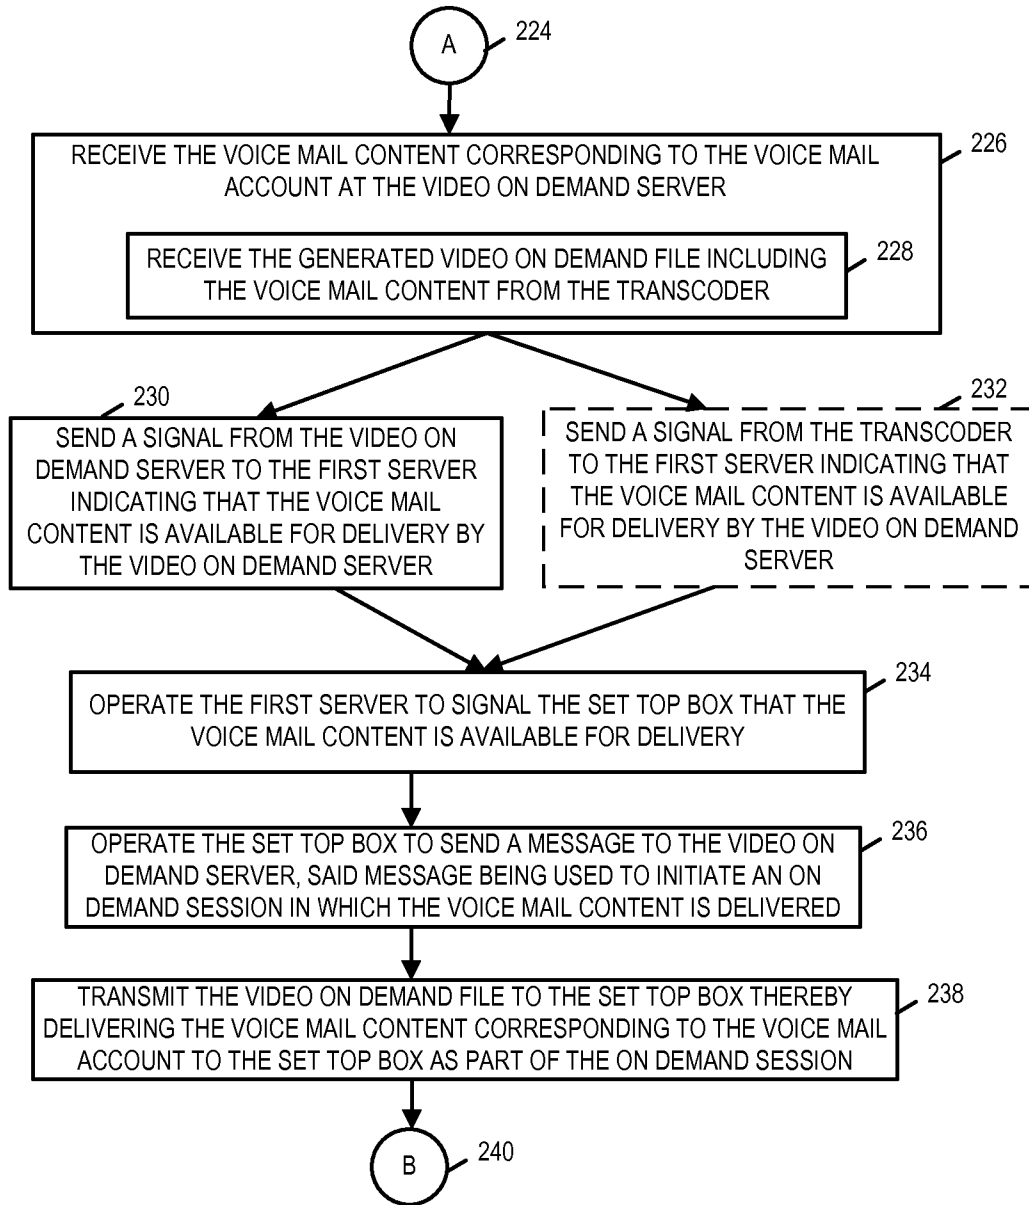 A
224
RECEIVE THE VOICE MAIL CONTENT CORRESPONDING TO THE VOICE MAIL
ACCOUNT AT THE VIDEO ON DEMAND SERVER
226
RECEIVE THE GENERATED VIDEO ON DEMAND FILE INCLUDING
THE VOICE MAIL CONTENT FROM THE TRANSCODER
228
230
SEND A SIGNAL FROM THE VIDEO ON
DEMAND SERVER TO THE FIRST SERVER
INDICATING THAT THE VOICE MAIL
CONTENT IS AVAILABLE FOR DELIVERY BY
THE VIDEO ON DEMAND SERVER
232
SEND A SIGNAL FROM THE TRANSCODER
TO THE FIRST SERVER INDICATING THAT
THE VOICE MAIL CONTENT IS AVAILABLE
FOR DELIVERY BY THE VIDEO ON DEMAND
SERVER
234
OPERATE THE FIRST SERVER TO SIGNAL THE SET TOP BOX THAT THE
VOICE MAIL CONTENT IS AVAILABLE FOR DELIVERY
236
OPERATE THE SET TOP BOX TO SEND A MESSAGE TO THE VIDEO ON
DEMAND SERVER, SAID MESSAGE BEING USED TO INITIATE AN ON
DEMAND SESSION IN WHICH THE VOICE MAIL CONTENT IS DELIVERED
238
TRANSMIT THE VIDEO ON DEMAND FILE TO THE SET TOP BOX THEREBY
DELIVERING THE VOICE MAIL CONTENT CORRESPONDING TO THE VOICE MAIL
ACCOUNT TO THE SET TOP BOX AS PART OF THE ON DEMAND SESSION
B
240